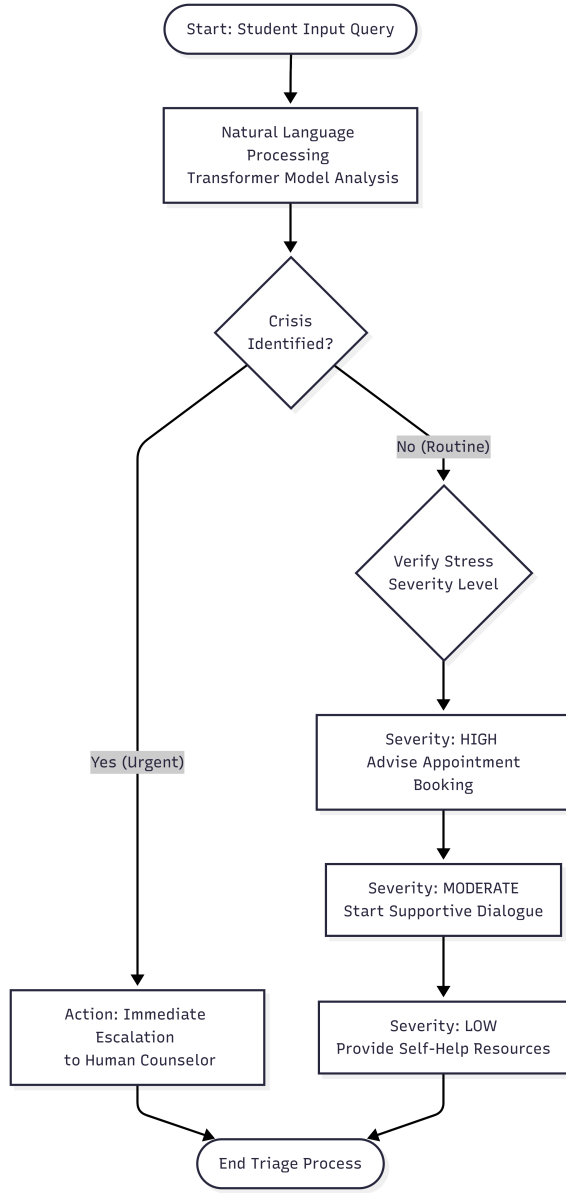 Start: Student Input Query
Natural Language
Processing
Transformer Model Analysis
Crisis
Identified?
No (Routine)
Verify Stress
Severity Level
Severity: HIGH
Advise Appointment
Booking
Yes (Urgent)
Severity: MODERATE
Start Supportive Dialogue
Action: Immediate
Escalation
to Human Counselor
Severity: LOW
Provide Self-Help Resources
End Triage Process